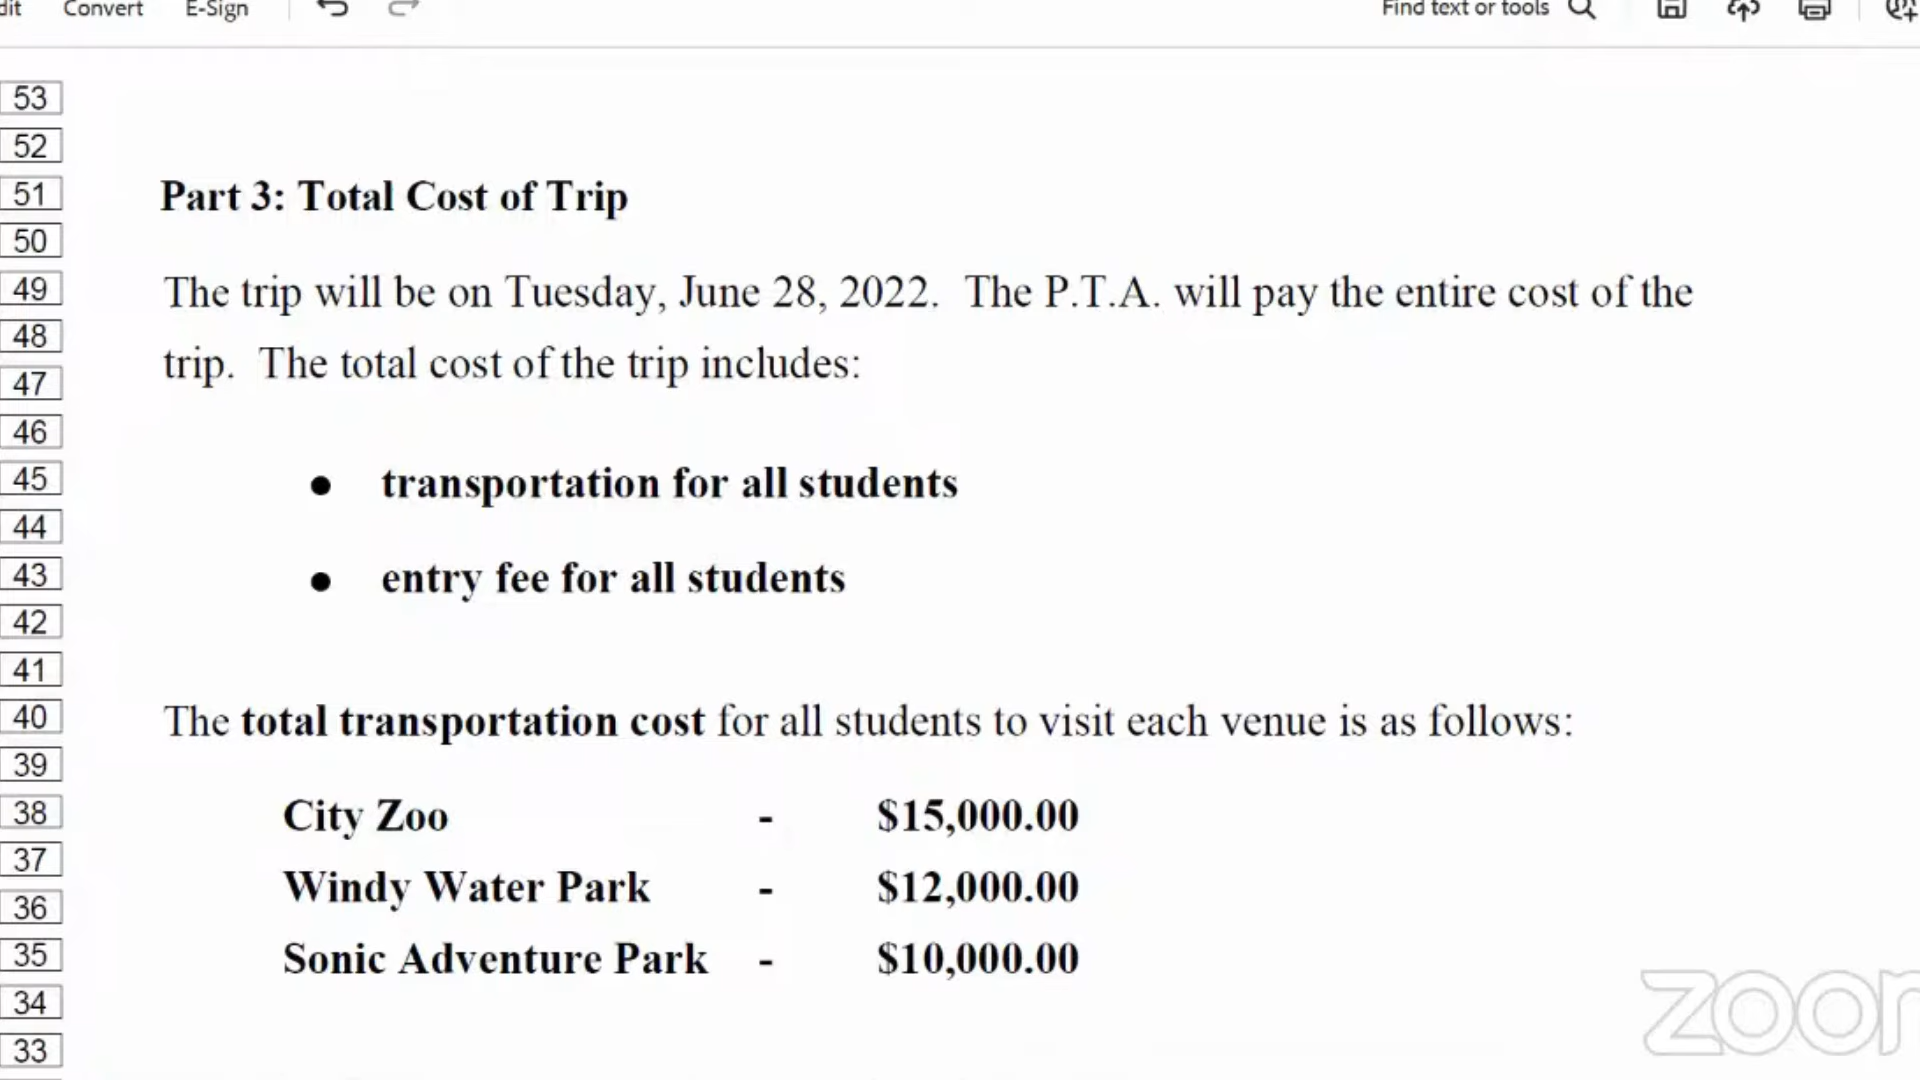 Convert E-Sign Find text or tools
53
52
51 Part 3: Total Cost of Trip
50
49 The trip will be on Tuesday, June 28, 2022. The P.T.A. will pay the entire cost of the
48
trip. The total cost of the trip includes:
47
46
45 ● transportation for all students
44
43 ● entry fee for all students
42
41
40 The total transportation cost for all students to visit each venue is as follows:
39
38 City Zoo - $15,000.00
37
Windy Water Park - $12,000.00
36
35 Sonic Adventure Park - $10,000.00
34
zoom
33